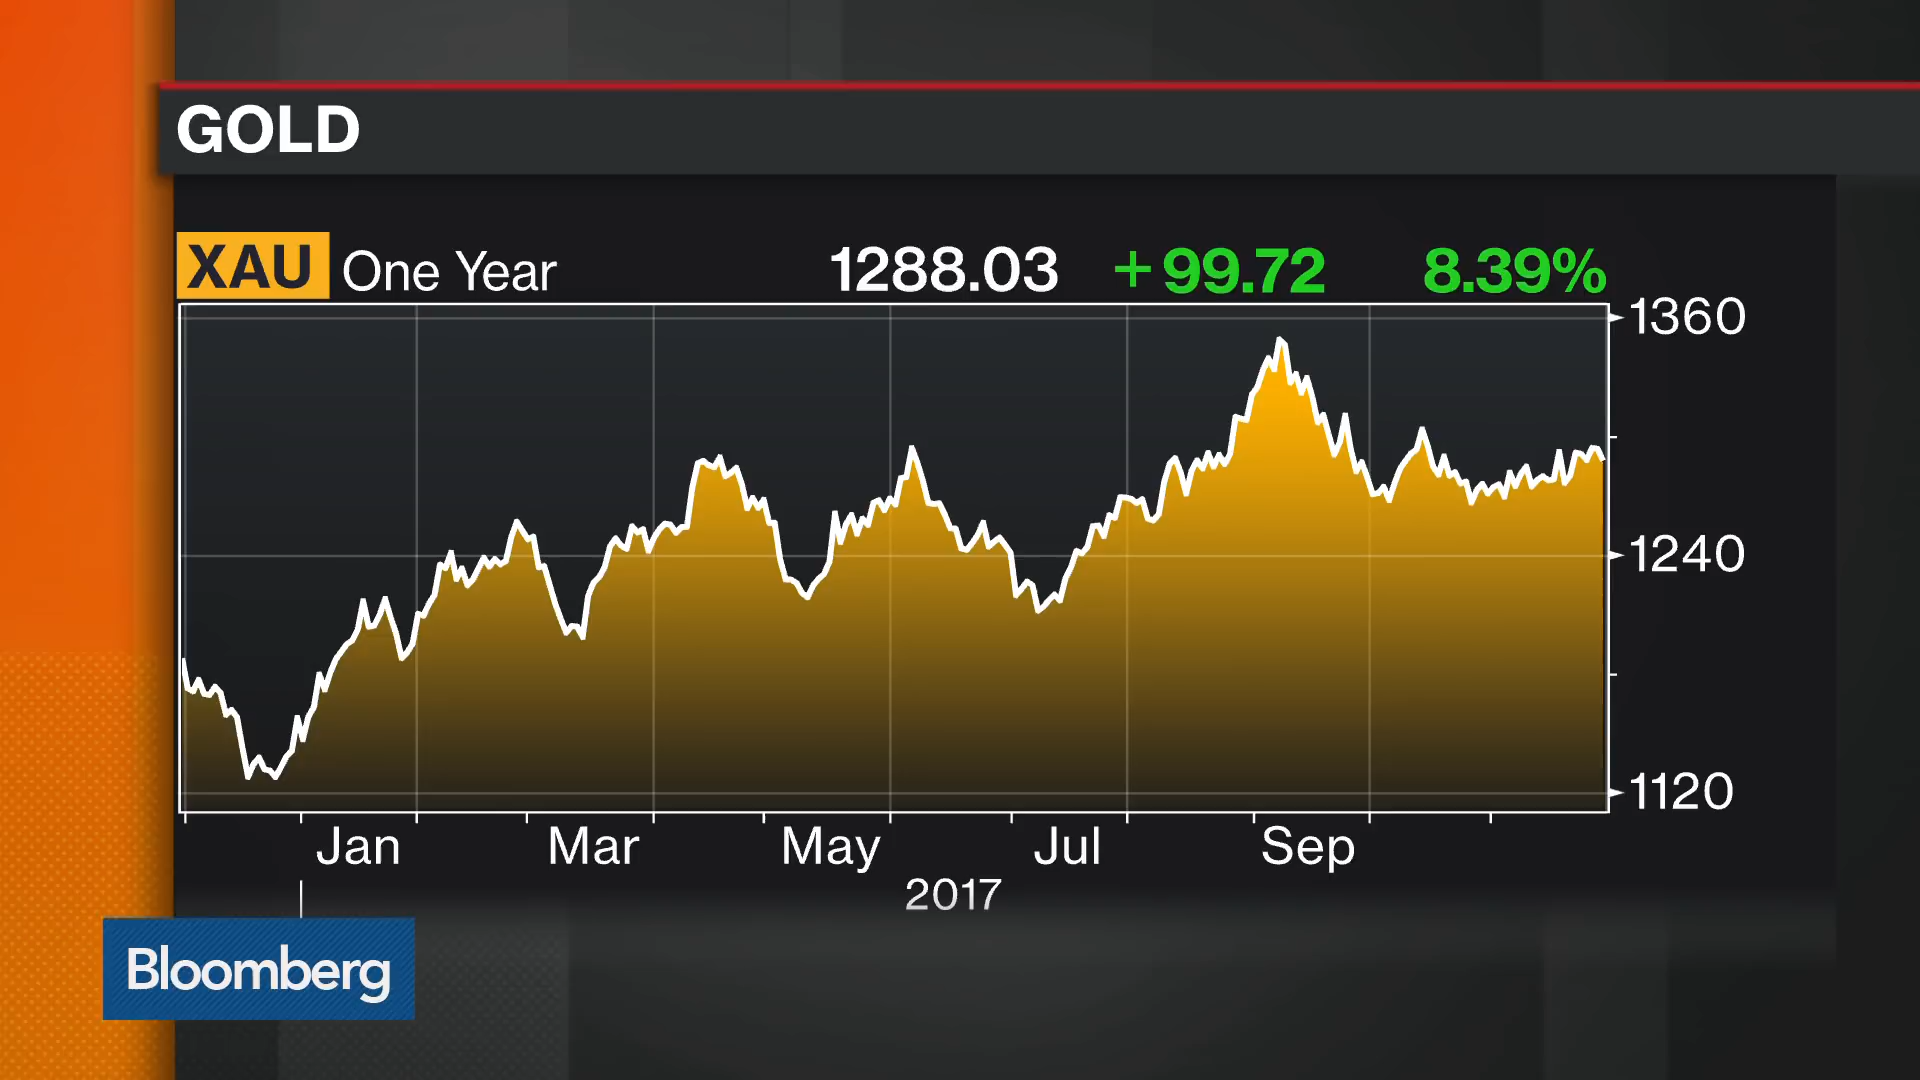 GOLD
XAU One Year 1288.03 +99.72 8.39%
1360
1240
1120
Jan Mar May Jul Sep
2017
Bloomberg